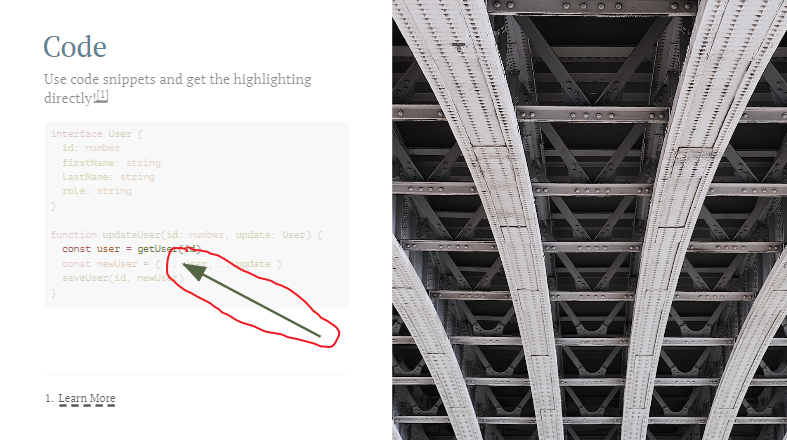 Code
Use code snippets and get the highlighting
directly![1]
interface User {
id: number
firstName: string
lastName: string
role: string
}
function updateUser(id: number, update: User) {
const user = getUser(id)
const newUser = { ...user, ...update }
saveUser(id, newUser)
}
1. Learn More